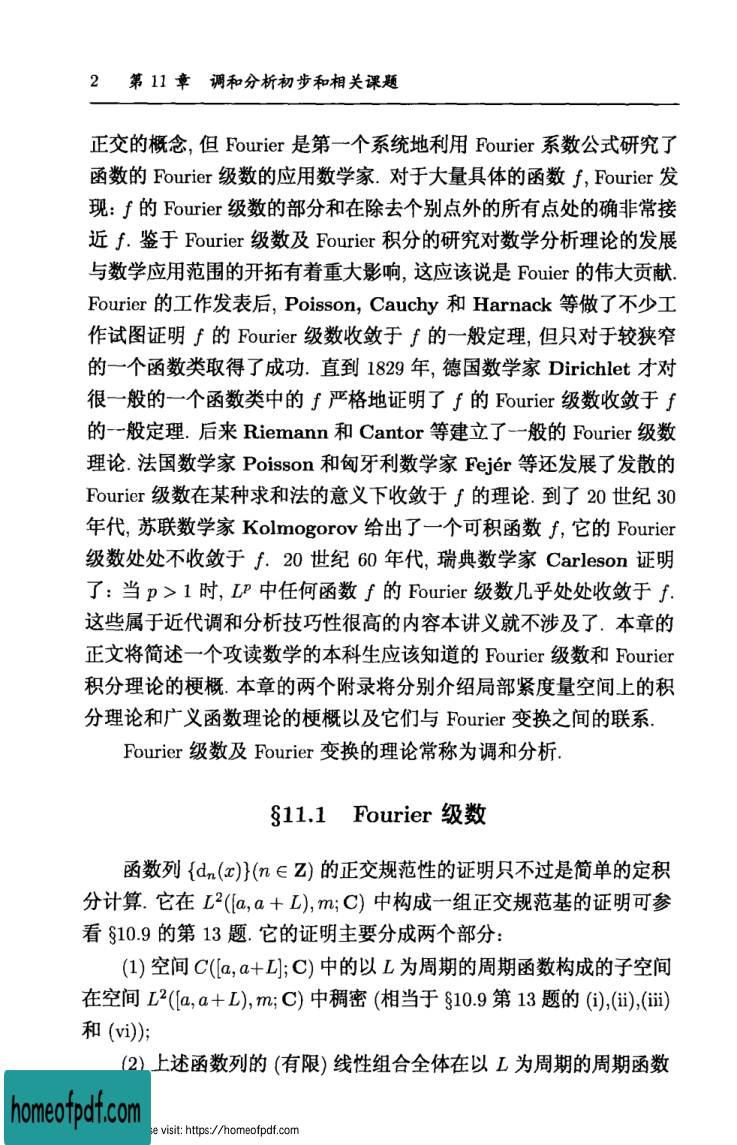 2 第 11 章 调和分析初步和相关课题
正交的概念, 但 Fourier 是第一个系统地利用 Fourier 系数公式研究了
函数的 Fourier 级数的应用数学家. 对于大量具体的函数 f, Fourier 发
现: f 的 Fourier 级数的部分和在除去个别点外的所有点处的确非常接
近 f. 鉴于 Fourier 级数及 Fourier 积分的研究对数学分析理论的发展
与数学应用范围的开拓有着重大影响, 这应该说是 Fouier 的伟大贡献.
Fourier 的工作发表后, Poisson, Cauchy 和 Harnack 等做了不少工
作试图证明 f 的 Fourier 级数收敛于 f 的一般定理, 但只对于较狭窄
的一个函数类取得了成功. 直到 1829 年, 德国数学家 Dirichlet 才对
很一般的一个函数类中的 f 严格地证明了 f 的 Fourier 级数收敛于 f
的一般定理. 后来 Riemann 和 Cantor 等建立了一般的 Fourier 级数
理论. 法国数学家 Poisson 和匈牙利数学家 Fejér 等还发展了发散的
Fourier 级数在某种求和法的意义下收敛于 f 的理论. 到了 20 世纪 30
年代, 苏联数学家 Kolmogorov 给出了一个可积函数 f, 它的 Fourier
级数处处不收敛于 f. 20 世纪 60 年代, 瑞典数学家 Carleson 证明
了: 当 p > 1 时, Lᵖ 中任何函数 f 的 Fourier 级数几乎处处收敛于 f.
这些属于近代调和分析技巧性很高的内容本讲义就不涉及了. 本章的
正文将简述一个攻读数学的本科生应该知道的 Fourier 级数和 Fourier
积分理论的梗概. 本章的两个附录将分别介绍局部紧度量空间上的积
分理论和广义函数理论的梗概以及它们与 Fourier 变换之间的联系.
Fourier 级数及 Fourier 变换的理论常称为调和分析.
§11.1 Fourier 级数
函数列 {dₙ(x)}(n ∈ Z) 的正交规范性的证明只不过是简单的定积
分计算. 它在 L²([a, a + L), m; C) 中构成一组正交规范基的证明可参
看 §10.9 的第 13 题. 它的证明主要分成两个部分:
(1) 空间 C([a, a+L]; C) 中的以 L 为周期的周期函数构成的子空间
在空间 L²([a, a+L), m; C) 中稠密 (相当于 §10.9 第 13 题的 (i),(ii),(iii)
和 (vi));
(2) 上述函数列的 (有限) 线性组合全体在以 L 为周期的周期函数
homeofpdf.com
se visit: https://homeofpdf.com